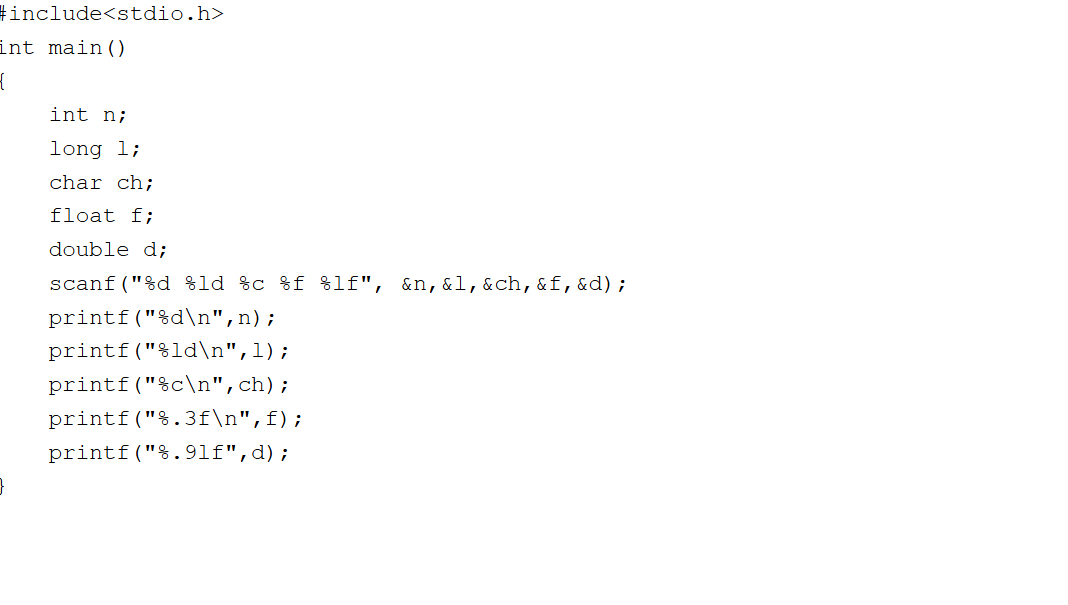 #include<stdio.h>
int main()
{
    int n;
    long l;
    char ch;
    float f;
    double d;
    scanf("%d %ld %c %f %lf", &n,&l,&ch,&f,&d);
    printf("%d\n",n);
    printf("%ld\n",l);
    printf("%c\n",ch);
    printf("%.3f\n",f);
    printf("%.9lf",d);
}